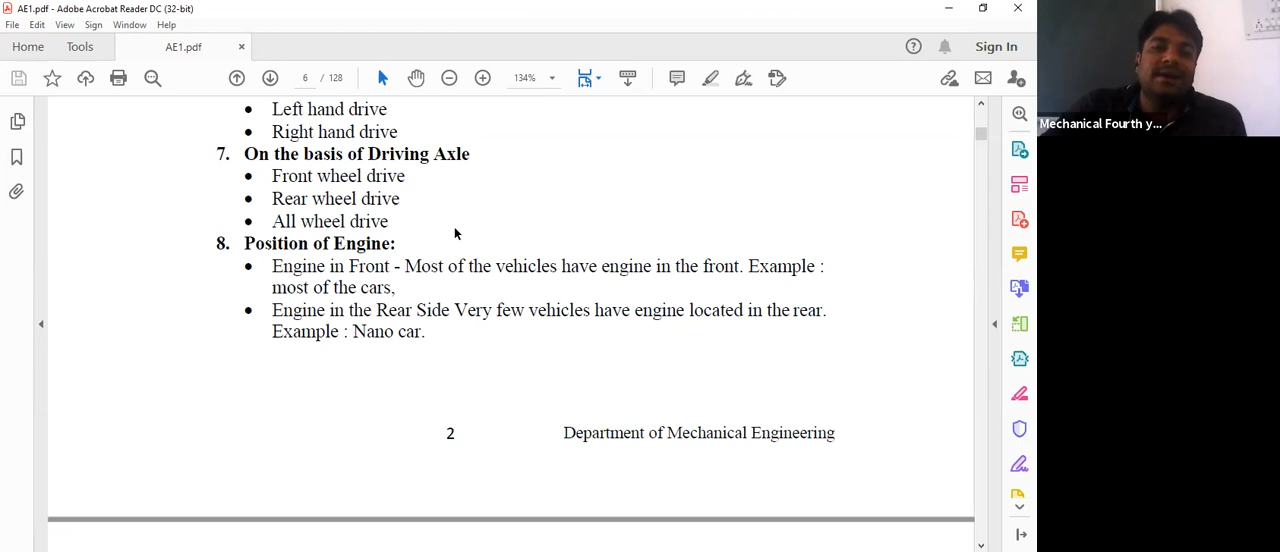 AE1.pdf - Adobe Acrobat Reader DC (32-bit)
File Edit View Sign Window Help
Home Tools AE1.pdf × Sign In
6 / 128 134%
• Left hand drive
• Right hand drive
7. On the basis of Driving Axle
• Front wheel drive
• Rear wheel drive
• All wheel drive
8. Position of Engine:
• Engine in Front - Most of the vehicles have engine in the front. Example :
most of the cars,
• Engine in the Rear Side Very few vehicles have engine located in the rear.
Example : Nano car.
2 Department of Mechanical Engineering
Mechanical Fourth y...